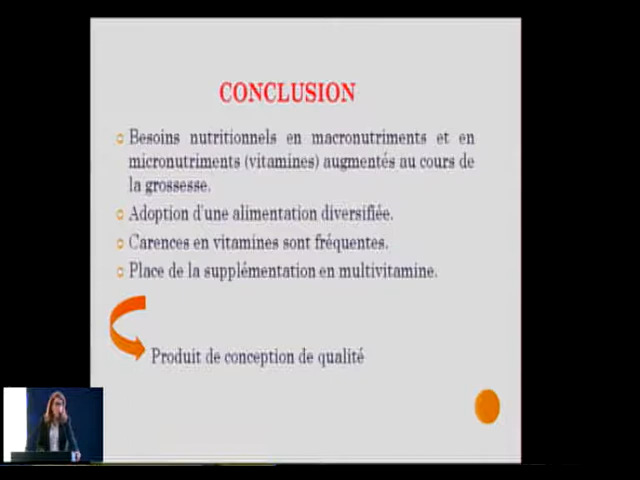 CONCLUSION
Besoins nutritionnels en macronutriments et en
micronutriments (vitamines) augmentés au cours de
la grossesse.
Adoption d'une alimentation diversifiée.
Carences en vitamines sont fréquentes.
Place de la supplémentation en multivitamine.
Produit de conception de qualité